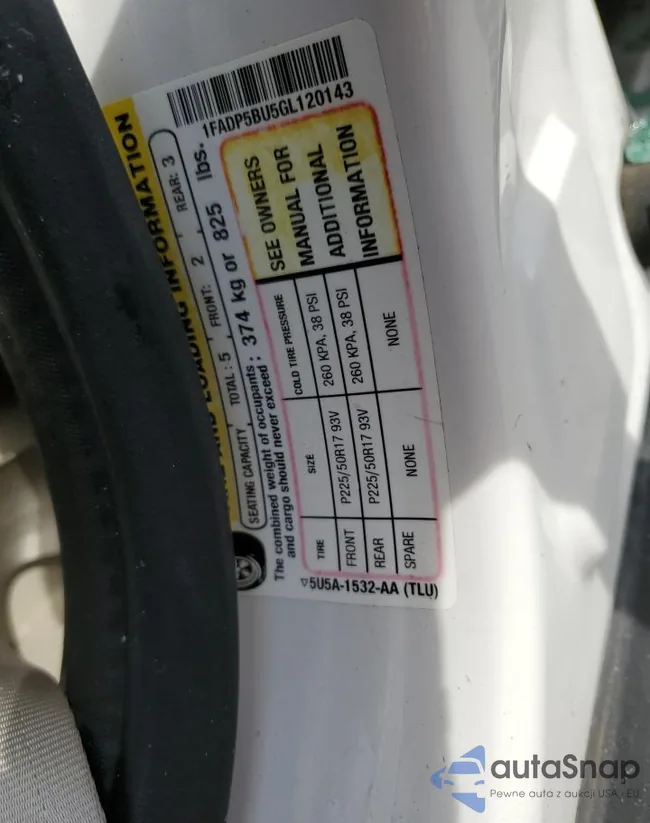 1FADP5BU5GL120143
AND LOADING INFORMATION
SEATING CAPACITY TOTAL: 5 FRONT: 2 REAR: 3
The combined weight of occupants
and cargo should never exceed : 374 kg or 825 lbs.
TIRE SIZE COLD TIRE PRESSURE SEE OWNERS
MANUAL FOR
ADDITIONAL
INFORMATION
FRONT P225/50R17 93V 260 KPA, 38 PSI
REAR P225/50R17 93V 260 KPA, 38 PSI
SPARE NONE NONE
5U5A-1532-AA (TLU)
autaSnap
Pewne auta z aukcji USA i EU